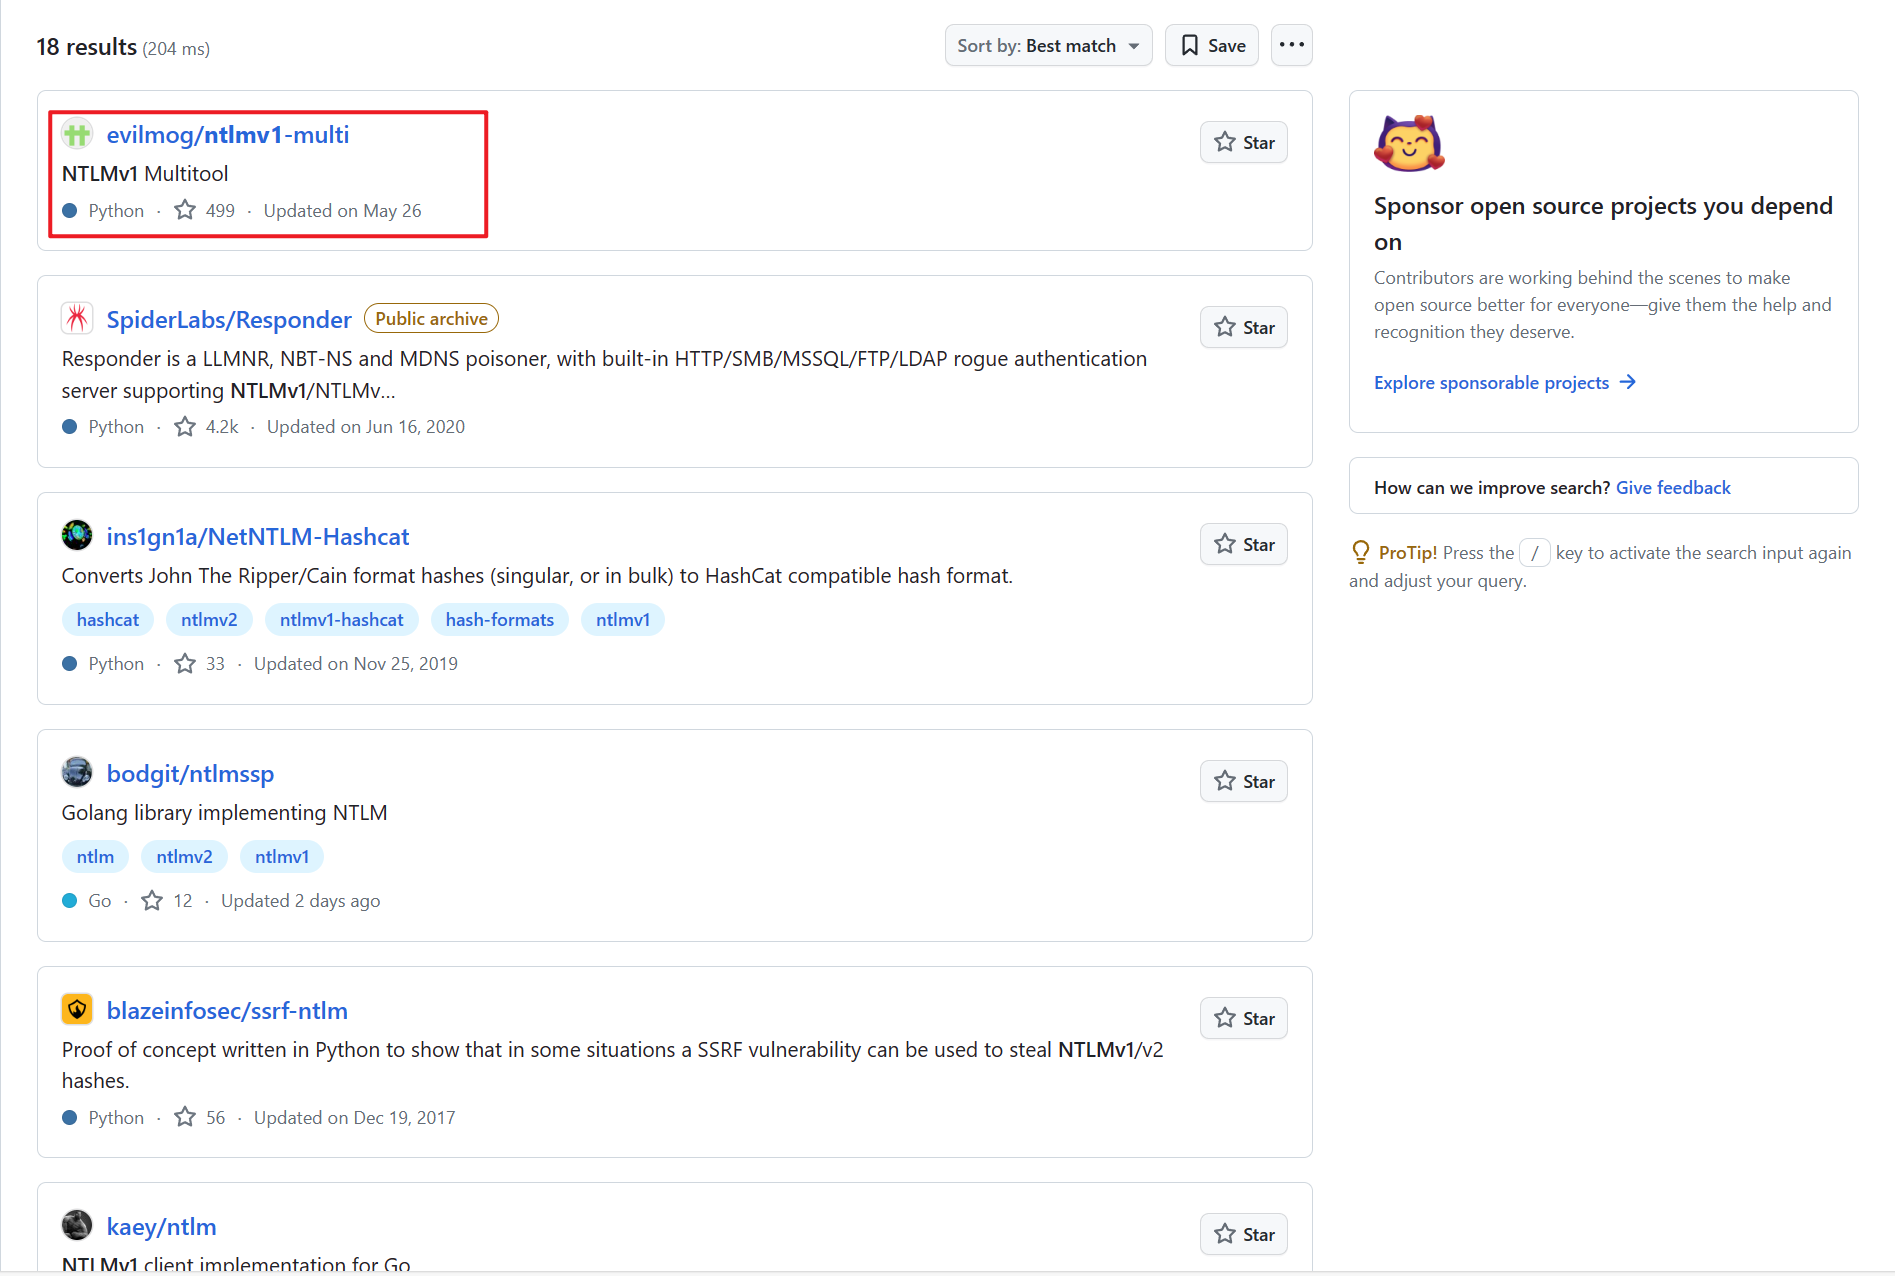 18 results (204 ms)
Sort by: Best match
Save
evilmog/ntlmv1-multi
Star
NTLMv1 Multitool
Python · 499 · Updated on May 26
SpiderLabs/Responder Public archive
Star
Responder is a LLMNR, NBT-NS and MDNS poisoner, with built-in HTTP/SMB/MSSQL/FTP/LDAP rogue authentication
server supporting NTLMv1/NTLMv...
Python · 4.2k · Updated on Jun 16, 2020
ins1gn1a/NetNTLM-Hashcat
Star
Converts John The Ripper/Cain format hashes (singular, or in bulk) to HashCat compatible hash format.
hashcat ntlmv2 ntlmv1-hashcat hash-formats ntlmv1
Python · 33 · Updated on Nov 25, 2019
bodgit/ntlmssp
Star
Golang library implementing NTLM
ntlm ntlmv2 ntlmv1
Go · 12 · Updated 2 days ago
blazeinfosec/ssrf-ntlm
Star
Proof of concept written in Python to show that in some situations a SSRF vulnerability can be used to steal NTLMv1/v2
hashes.
Python · 56 · Updated on Dec 19, 2017
kaey/ntlm
Star
NTLMv1 client implementation for Go
Sponsor open source projects you depend
on
Contributors are working behind the scenes to make
open source better for everyone—give them the help and
recognition they deserve.
Explore sponsorable projects →
How can we improve search? Give feedback
ProTip! Press the / key to activate the search input again
and adjust your query.